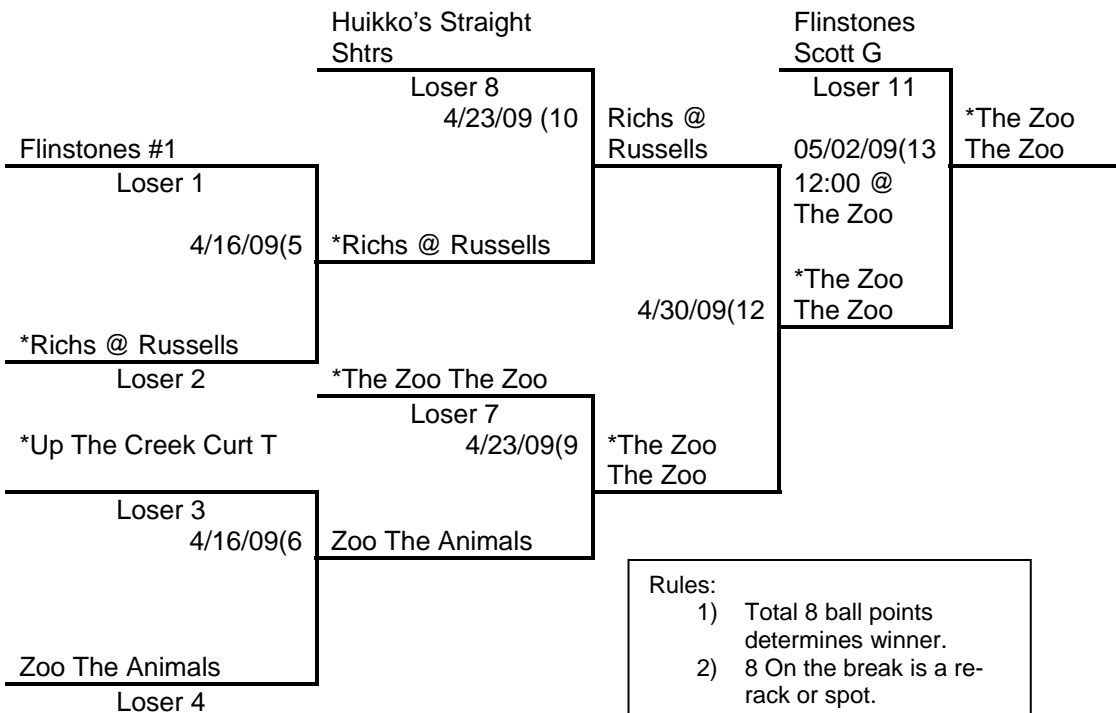 Huikko's Straight
Shtrs
Loser 8
4/23/09 (10
Flinstones
Scott G
Loser 11
Flinstones #1
Loser 1
Richs @
Russells
05/02/09(13
12:00 @
The Zoo
*The Zoo
The Zoo
4/16/09(5
*Richs @ Russells
*The Zoo
The Zoo
4/30/09(12
*Richs @ Russells
Loser 2
*The Zoo The Zoo
Loser 7
4/23/09(9
*Up The Creek Curt T
*The Zoo
The Zoo
Loser 3
4/16/09(6
Zoo The Animals
Zoo The Animals
Loser 4
Rules:
1) Total 8 ball points
determines winner.
2) 8 On the break is a re-
rack or spot.